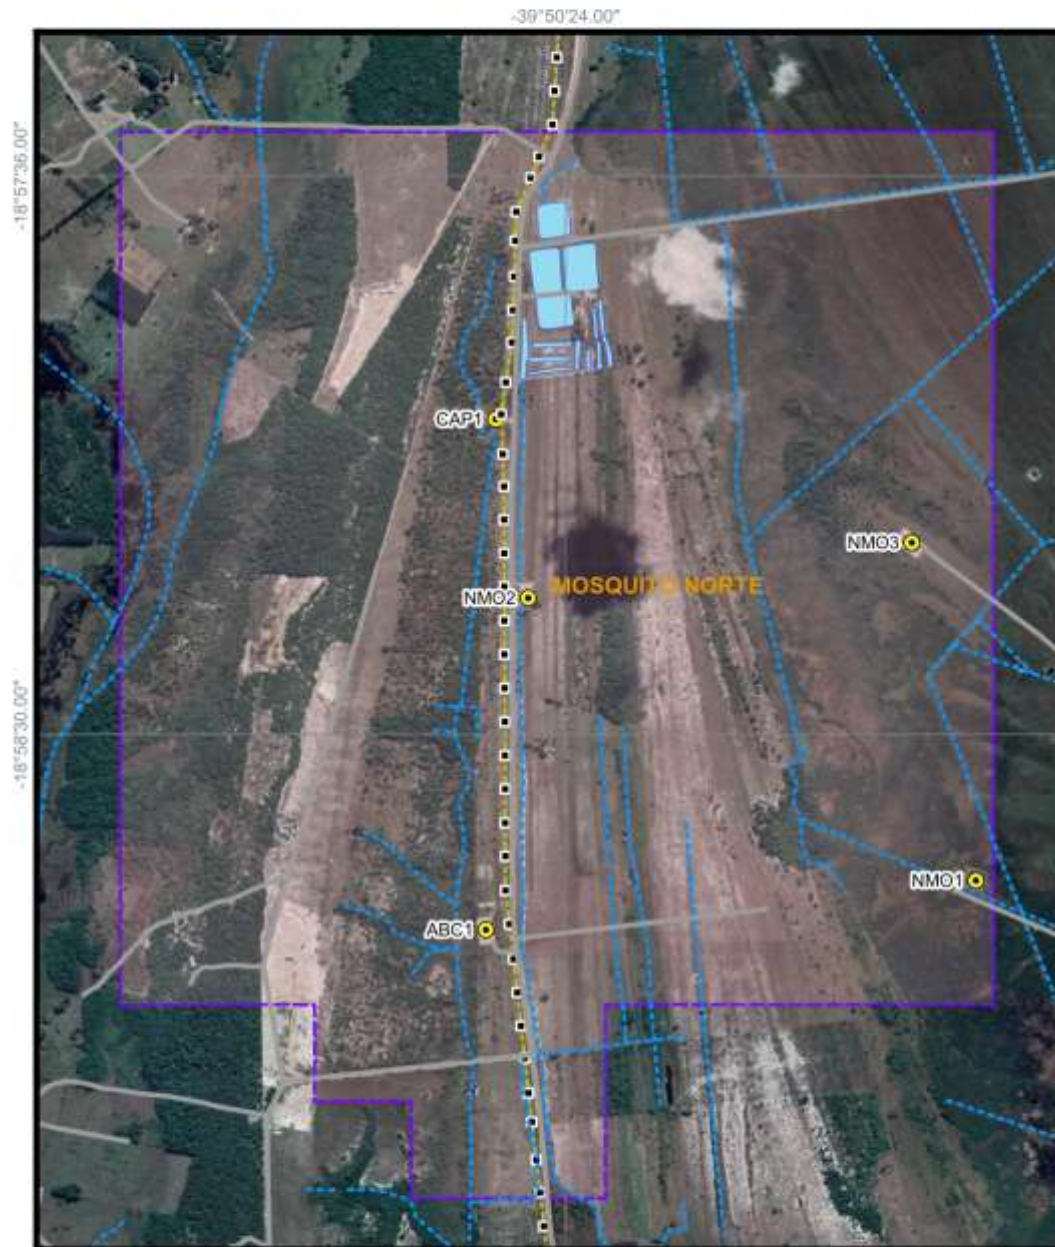 -39°50'24.00"
-18°57'36.00"
CAP1
NMO3
NMO2
MOSQUITO NORTE
-18°58'30.00"
NMO1
ABC1